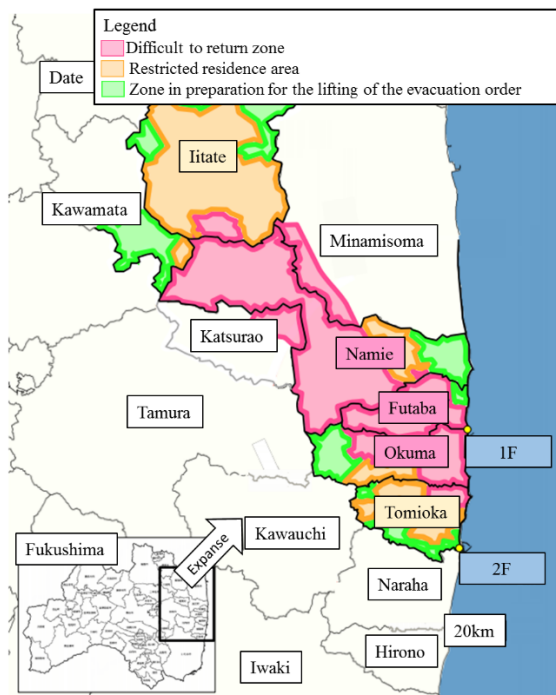 Legend
Difficult to return zone
Restricted residence area
Zone in preparation for the lifting of the evacuation order
Date
Iitate
Kawamata
Minamisoma
Katsurao
Namie
Tamura
Futaba
Okuma
1F
Tomioka
Kawauchi
Fukushima
Expanse
2F
Naraha
20km
Hirono
Iwaki